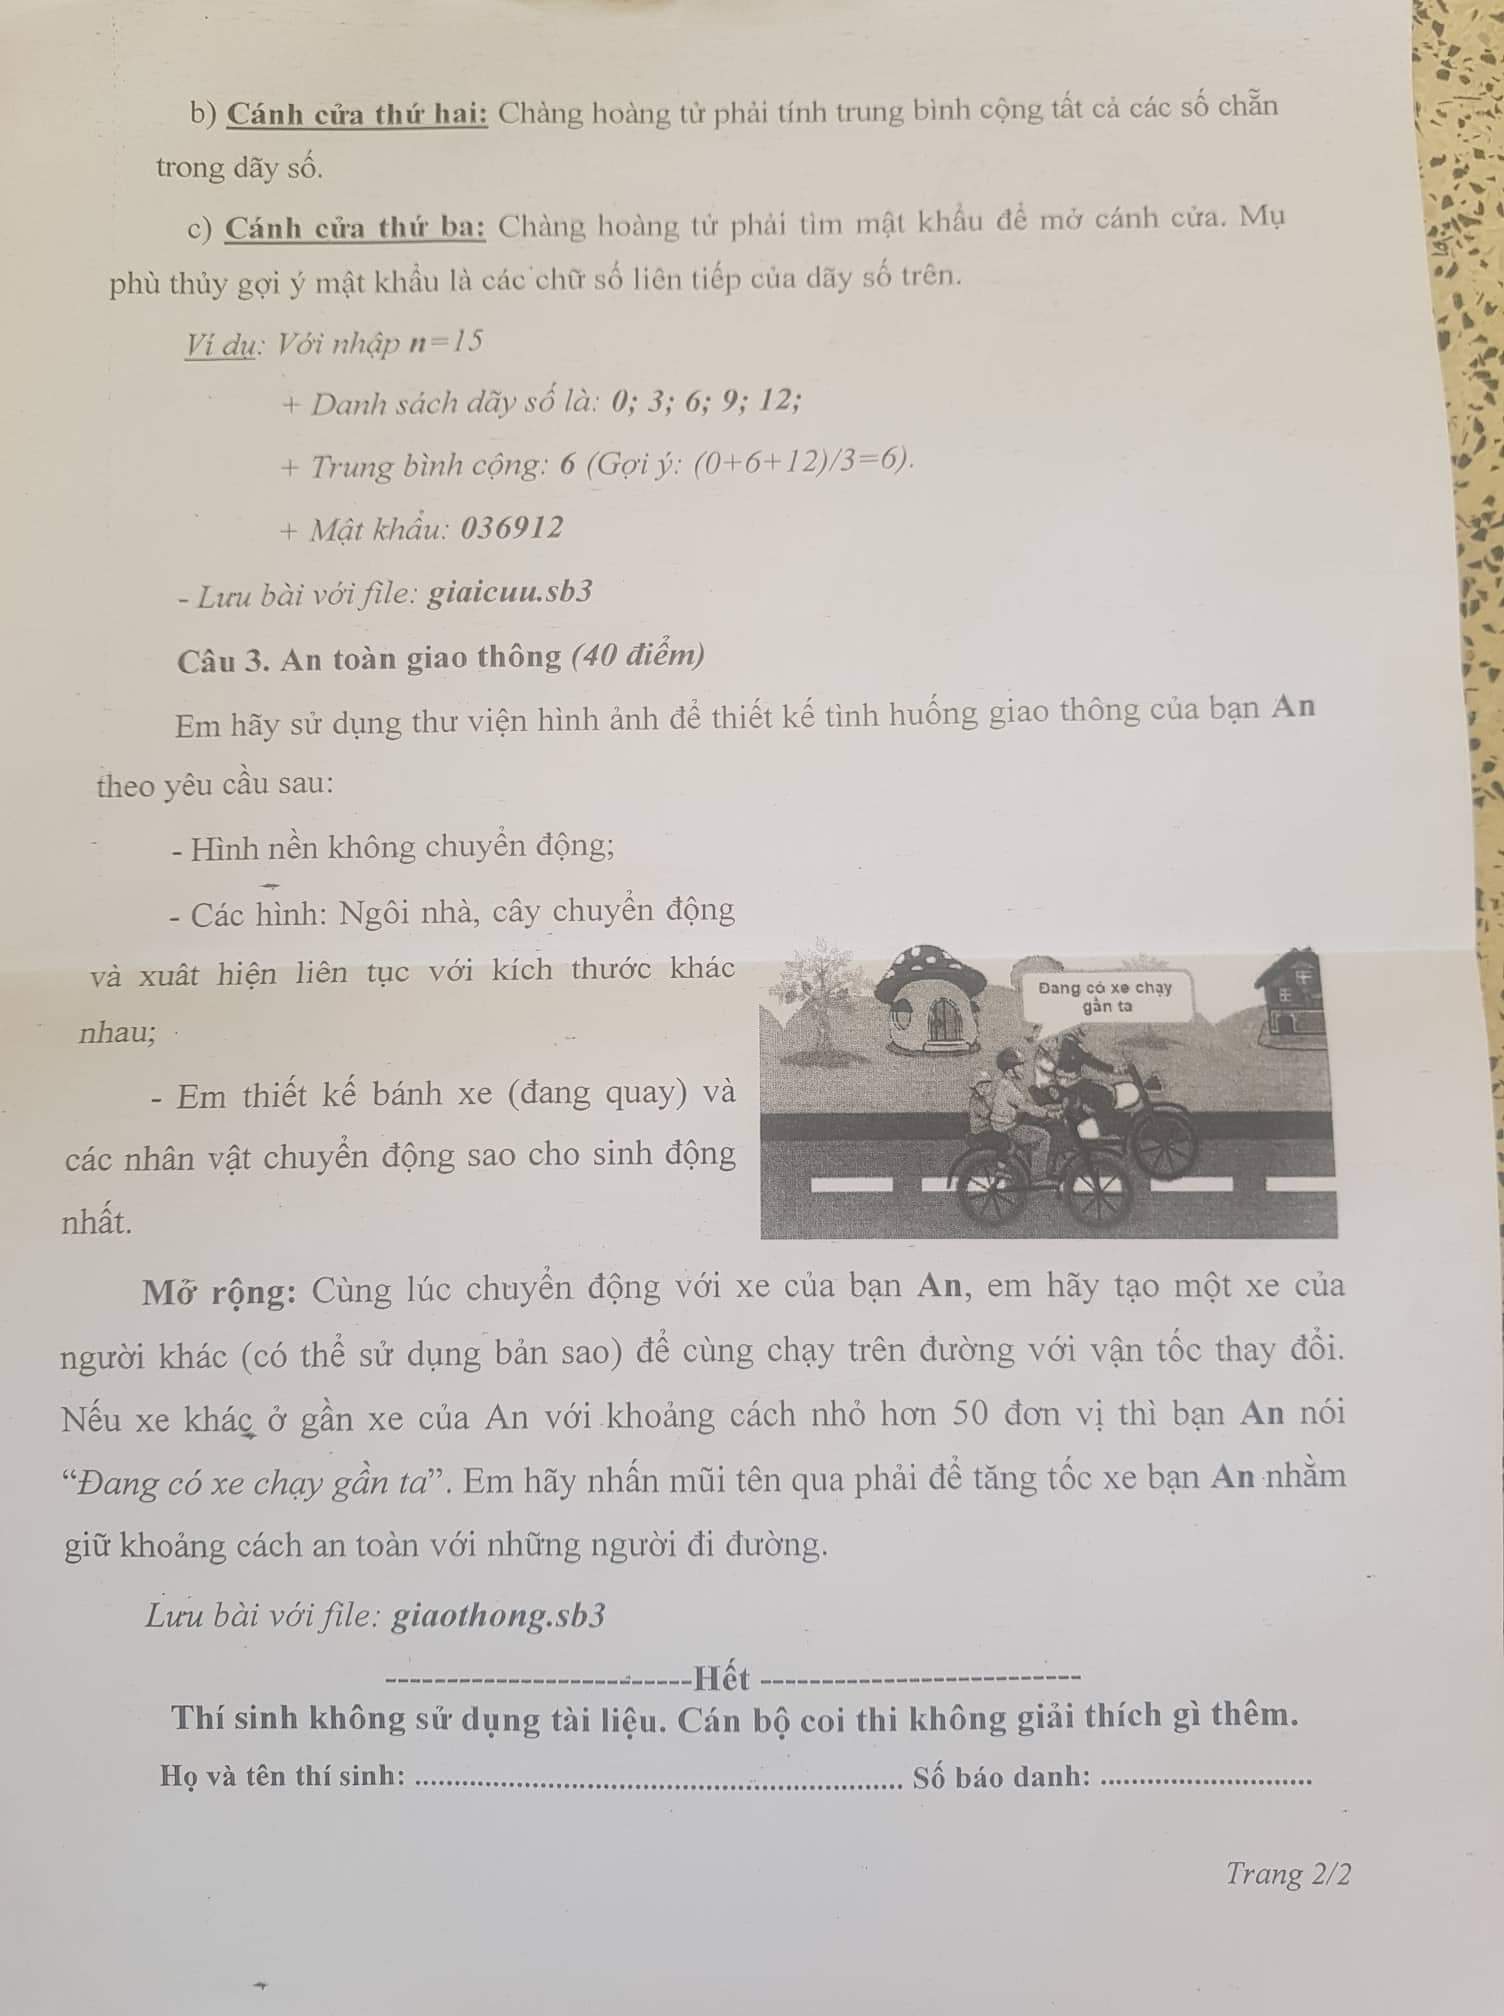 b) Cánh cửa thứ hai: Chàng hoàng tử phải tính trung bình cộng tất cả các số chẵn
trong dãy số.
c) Cánh cửa thứ ba: Chàng hoàng tử phải tìm mật khẩu để mở cánh cửa. Mụ
phù thủy gợi ý mật khẩu là các chữ số liên tiếp của dãy số trên.
Ví dụ: Với nhập n=15
+ Danh sách dãy số là: 0; 3; 6; 9; 12;
+ Trung bình cộng: 6 (Gợi ý: (0+6+12)/3=6).
+ Mật khẩu: 036912
- Lưu bài với file: giaicuu.sb3
Câu 3. An toàn giao thông (40 điểm)
Em hãy sử dụng thư viện hình ảnh để thiết kế tình huống giao thông của bạn An
theo yêu cầu sau:
- Hình nền không chuyển động;
- Các hình: Ngôi nhà, cây chuyển động
và xuât hiện liên tục với kích thước khác
nhau;
- Em thiết kế bánh xe (đang quay) và
các nhân vật chuyển động sao cho sinh động
nhất.
Đang có xe chạy
gần ta
Mở rộng: Cùng lúc chuyển động với xe của bạn An, em hãy tạo một xe của
người khác (có thể sử dụng bản sao) để cùng chạy trên đường với vận tốc thay đổi.
Nếu xe khác ở gần xe của An với khoảng cách nhỏ hơn 50 đơn vị thì bạn An nói
“Đang có xe chạy gần ta”. Em hãy nhấn mũi tên qua phải để tăng tốc xe bạn An nhằm
giữ khoảng cách an toàn với những người đi đường.
Lưu bài với file: giaothong.sb3
-------------------------Hết --------------------------
Thí sinh không sử dụng tài liệu. Cán bộ coi thi không giải thích gì thêm.
Họ và tên thí sinh: ............................................................. Số báo danh: ...........................
Trang 2/2